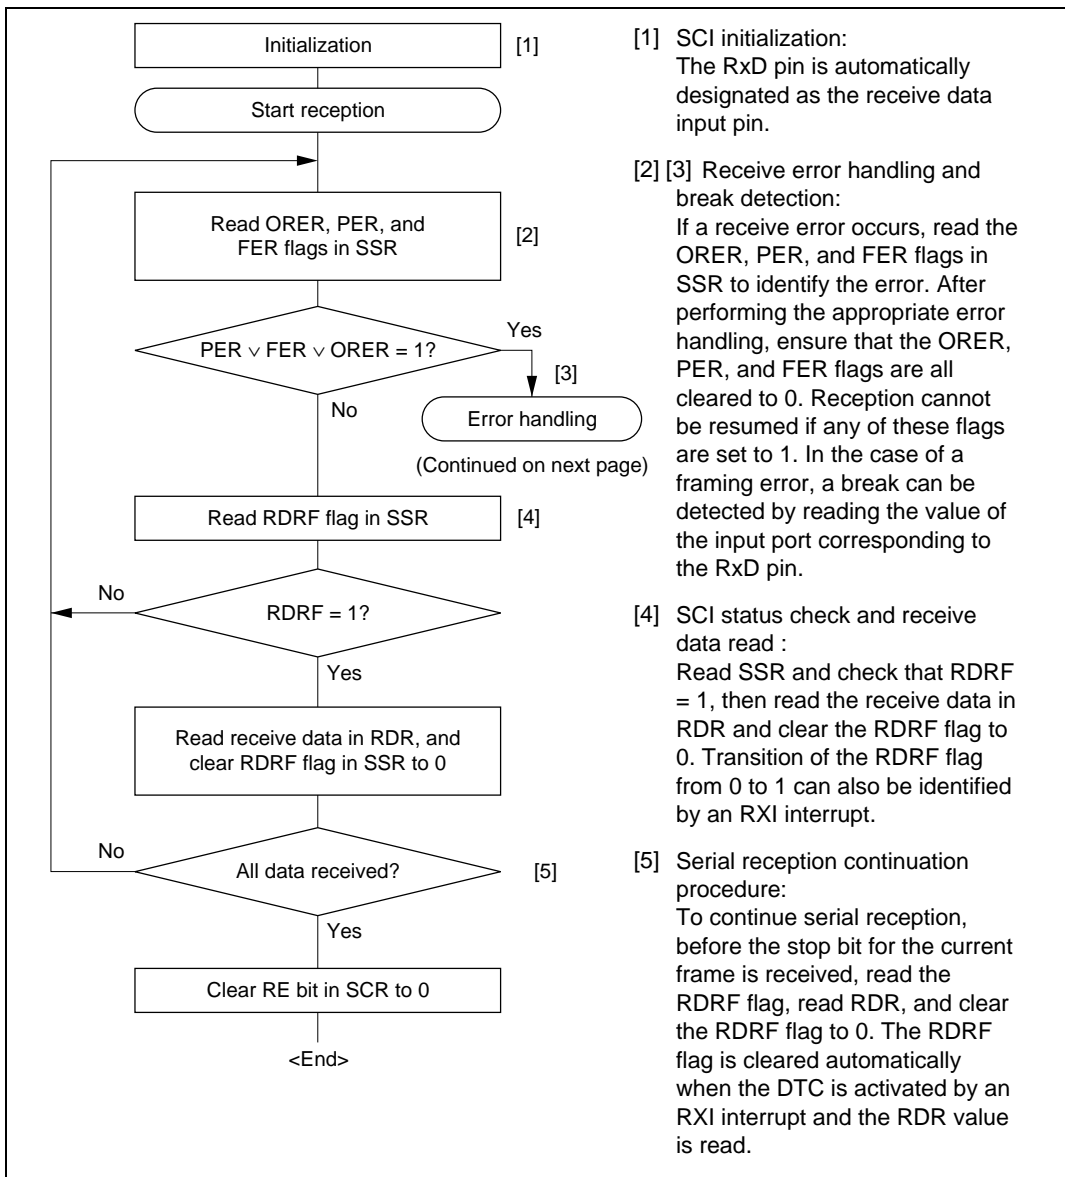 Initialization
[1]
Start reception
Read ORER, PER, and
FER flags in SSR
[2]
PER ∨ FER ∨ ORER = 1?
Yes
[3]
No
Error handling
(Continued on next page)
Read RDRF flag in SSR
[4]
No
RDRF = 1?
Yes
Read receive data in RDR, and
clear RDRF flag in SSR to 0
No
All data received?
[5]
Yes
Clear RE bit in SCR to 0
<End>
[1] SCI initialization:
The RxD pin is automatically
designated as the receive data
input pin.
[2] [3] Receive error handling and
break detection:
If a receive error occurs, read the
ORER, PER, and FER flags in
SSR to identify the error. After
performing the appropriate error
handling, ensure that the ORER,
PER, and FER flags are all
cleared to 0. Reception cannot
be resumed if any of these flags
are set to 1. In the case of a
framing error, a break can be
detected by reading the value of
the input port corresponding to
the RxD pin.
[4] SCI status check and receive
data read :
Read SSR and check that RDRF
= 1, then read the receive data in
RDR and clear the RDRF flag to
0. Transition of the RDRF flag
from 0 to 1 can also be identified
by an RXI interrupt.
[5] Serial reception continuation
procedure:
To continue serial reception,
before the stop bit for the current
frame is received, read the
RDRF flag, read RDR, and clear
the RDRF flag to 0. The RDRF
flag is cleared automatically
when the DTC is activated by an
RXI interrupt and the RDR value
is read.